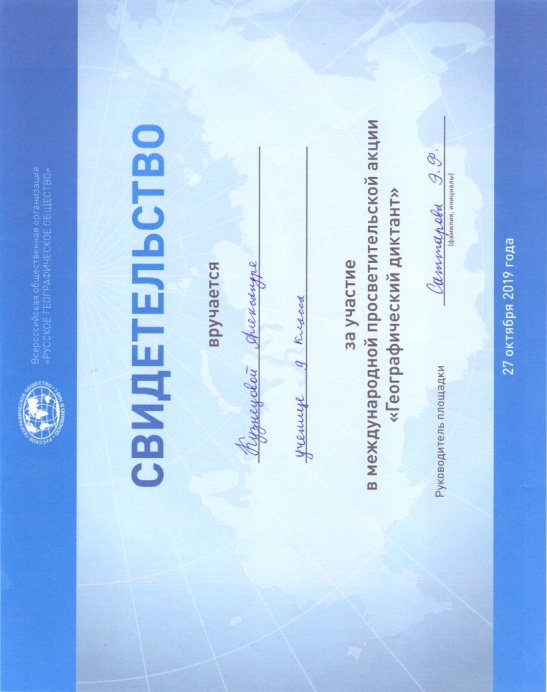 Всероссийская общественная организация
«РУССКОЕ ГЕОГРАФИЧЕСКОЕ ОБЩЕСТВО»
СВИДЕТЕЛЬСТВО
вручается
Кузнецовой Александре
ученице 9 класса
за участие
в международной просветительской акции
«Географический диктант»
Руководитель площадки
Саттарова Э.Ф.
(фамилия, инициалы)
27 октября 2019 года